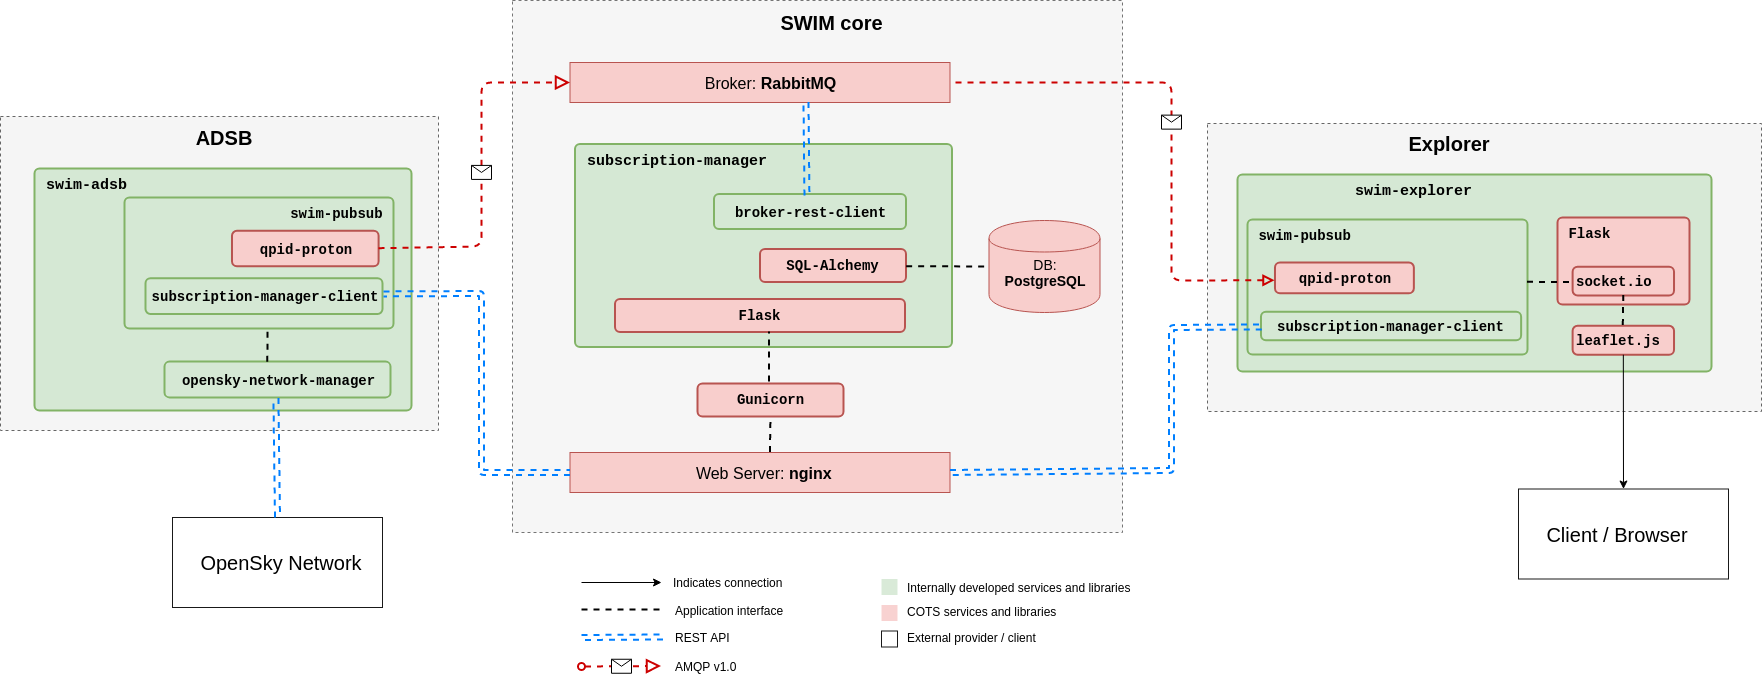 SWIM core
Broker: RabbitMQ
subscription-manager
broker-rest-client
SQL-Alchemy
DB:
PostgreSQL
Flask
Gunicorn
Web Server: nginx
ADSB
swim-adsb
swim-pubsub
qpid-proton
subscription-manager-client
opensky-network-manager
OpenSky Network
Explorer
swim-explorer
swim-pubsub
qpid-proton
subscription-manager-client
Flask
socket.io
leaflet.js
Client / Browser
Indicates connection
Application interface
REST API
AMQP v1.0
Internally developed services and libraries
COTS services and libraries
External provider / client